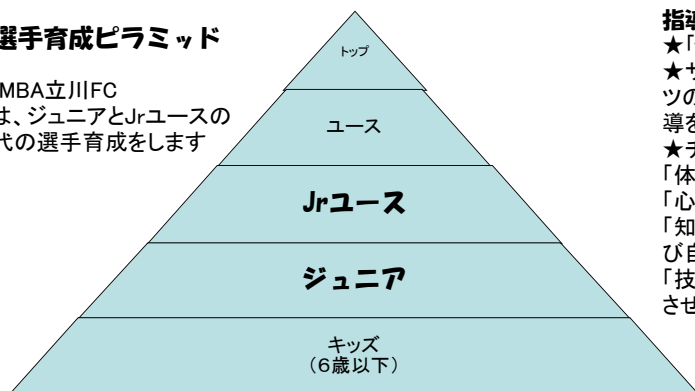 選手育成ピラミッド
MBA立川FC
は、ジュニアとJrユースの
代の選手育成をします
トップ
ユース
Jrユース
ジュニア
キッズ
(6歳以下)
指
★「
★サ
ツの
導を
★チ
「体
「心
「知
び自
「技
させ